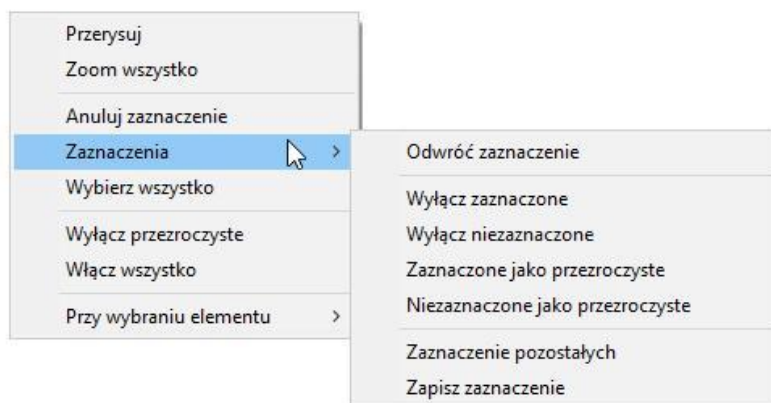 Przerysuj
Zoom wszystko
Anuluj zaznaczenie
Zaznaczenia
Wybierz wszystko
Wyłącz przezroczyste
Włącz wszystko
Przy wybraniu elementu
Odwróć zaznaczenie
Wyłącz zaznaczone
Wyłącz niezaznaczone
Zaznaczone jako przezroczyste
Niezaznaczone jako przezroczyste
Zaznaczenie pozostałych
Zapisz zaznaczenie